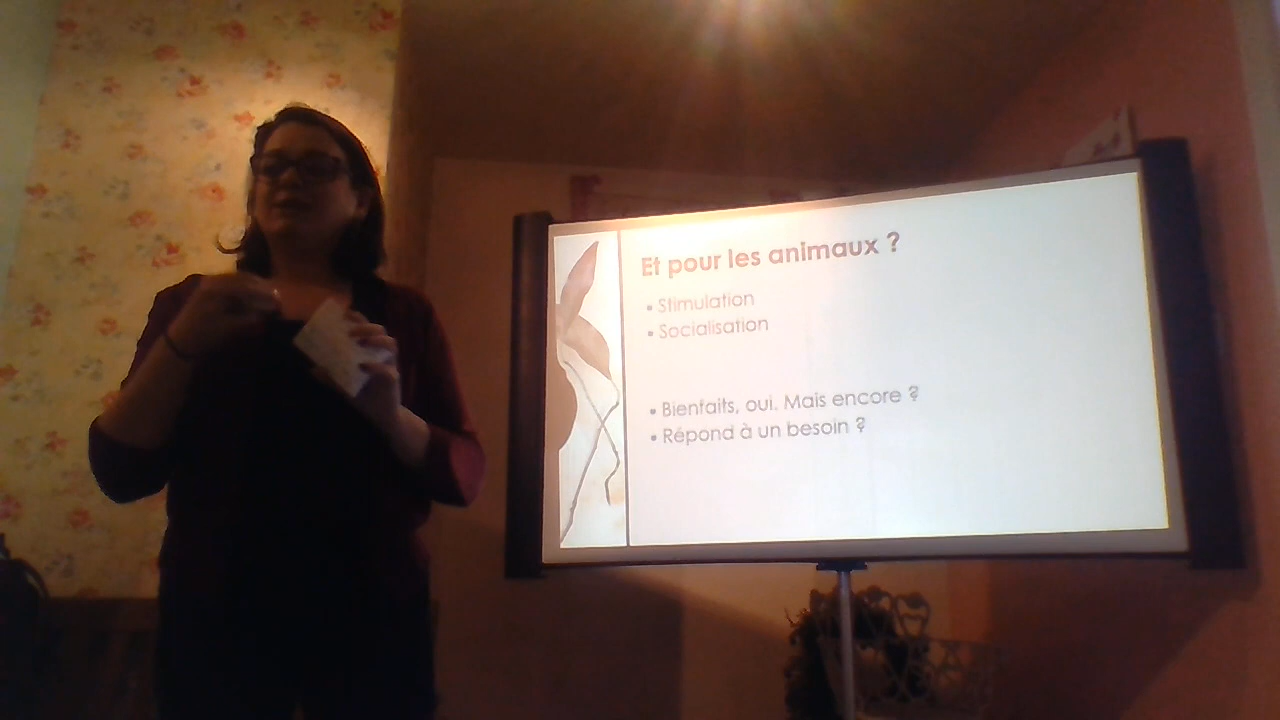 Et pour les animaux ?
▪ Stimulation
▪ Socialisation
▪ Bienfaits, oui. Mais encore ?
▪ Répond à un besoin ?